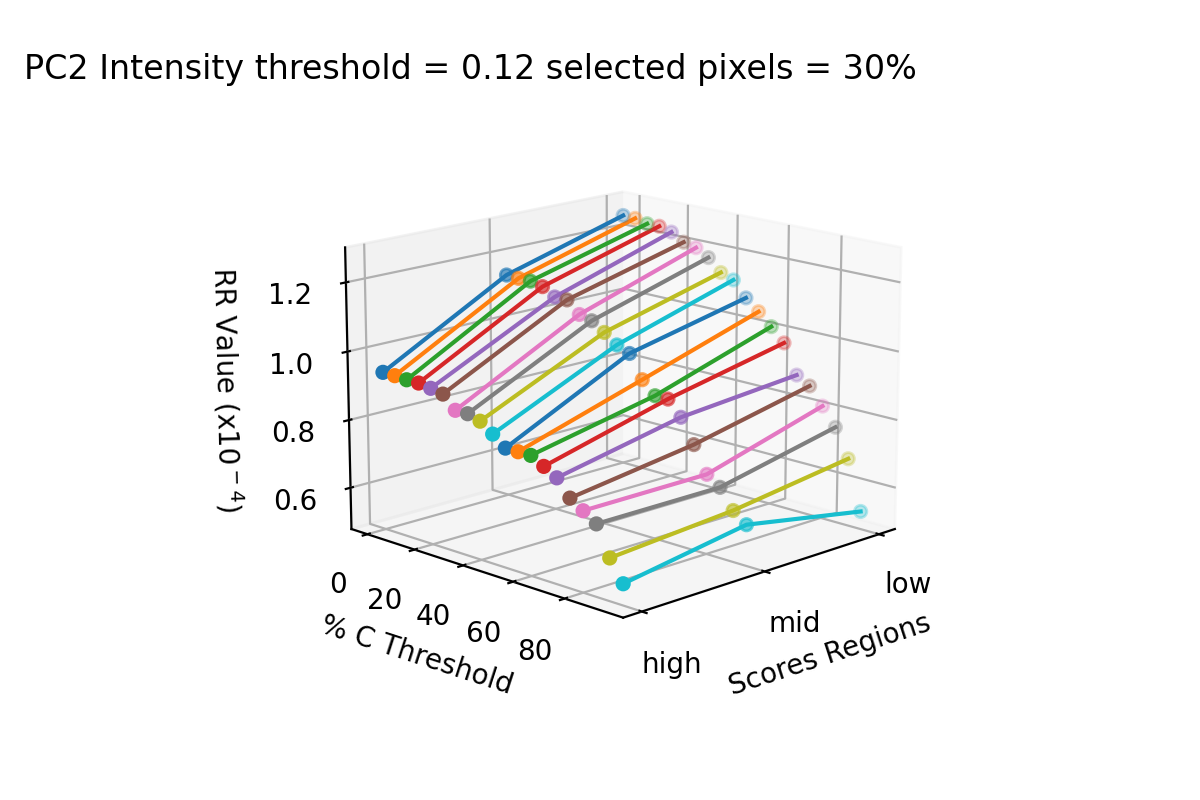 PC2 Intensity threshold = 0.12 selected pixels = 30%
RR Value (x10⁻⁴)
1.2
1.0
0.8
0.6
0
20
40
60
80
% C Threshold
high
mid
low
Scores Regions